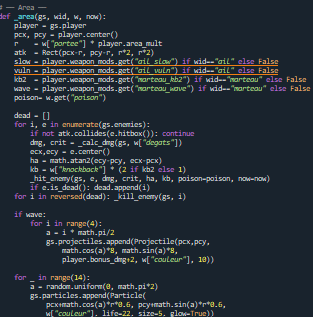 # — Area —
def _area(gs, wid, w, now):
player = gs.player
pcx, pcy = player.center()
r = w["portee"] * player.area_mult
atk = Rect(pcx-r, pcy-r, r*2, r*2)
slow = player.weapon_mods.get("ail_slow") if wid=="ail" else False
vuln = player.weapon_mods.get("ail_vuln") if wid=="ail" else False
kb2 = player.weapon_mods.get("marteau_kb2") if wid=="marteau" else False
wave = player.weapon_mods.get("marteau_wave") if wid=="marteau" else False
poison= w.get("poison")
dead = []
for i, e in enumerate(gs.enemies):
if not atk.collides(e.hitbox()): continue
dmg, crit = _calc_dmg(gs, w["degats"])
ecx,ecy = e.center()
ha = math.atan2(ecy-pcy, ecx-pcx)
kb = w["knockback"] * (2 if kb2 else 1)
_hit_enemy(gs, e, dmg, crit, ha, kb, poison=poison, now=now)
if e.is_dead(): dead.append(i)
for i in reversed(dead): _kill_enemy(gs, i)
if wave:
for i in range(4):
a = i * math.pi/2
gs.projectiles.append(Projectile(pcx,pcy,
math.cos(a)*8, math.sin(a)*8,
player.bonus_dmg+2, w["couleur"], 10))
for _ in range(14):
a = random.uniform(0, math.pi*2)
gs.particles.append(Particle(
pcx+math.cos(a)*r*0.6, pcy+math.sin(a)*r*0.6,
w["couleur"], life=22, size=5, glow=True))